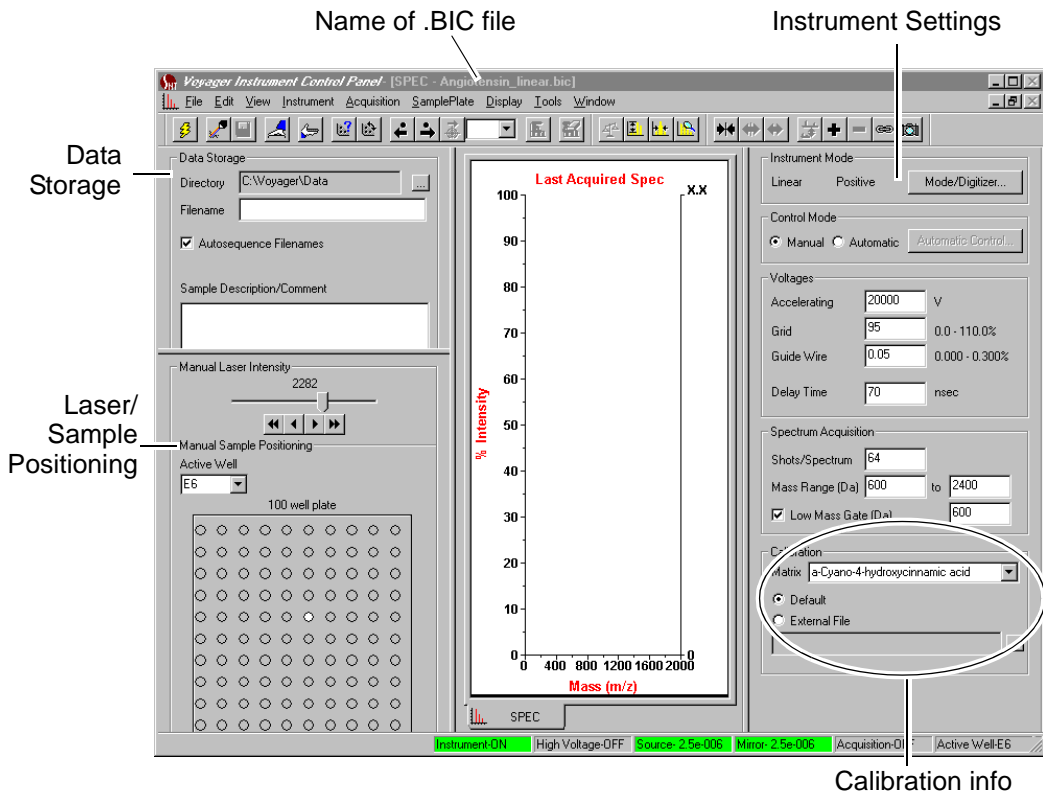 Name of .BIC file
Instrument Settings
Voyager Instrument Control Panel - [SPEC - Angiotensin_linear.bic]
File Edit View Instrument Acquisition SamplePlate Display Tools Window
Data Storage
Data Storage
Directory C:\Voyager\Data ...
Filename
Autosequence Filenames
Sample Description/Comment
Laser/
Sample
Positioning
Manual Laser Intensity
2282
Manual Sample Positioning
Active Well
E6
100 well plate
Last Acquired Spec
X.X
100
90
80
70
60
50
40
30
20
10
0
0
% Intensity
0 400 800 1200 1600 2000
Mass (m/z)
SPEC
Instrument Mode
Linear Positive Mode/Digitizer...
Control Mode
Manual Automatic Automatic Control...
Voltages
Accelerating 20000 V
Grid 95 0.0 - 110.0%
Guide Wire 0.05 0.000 - 0.300%
Delay Time 70 nsec
Spectrum Acquisition
Shots/Spectrum 64
Mass Range (Da) 600 to 2400
Low Mass Gate (Da) 600
Calibration
Matrix a-Cyano-4-hydroxycinnamic acid
Default
External File
Instrument-ON High Voltage-OFF Source- 2.5e-006 Mirror- 2.5e-006 Acquisition-OFF Active Well-E6
Calibration info